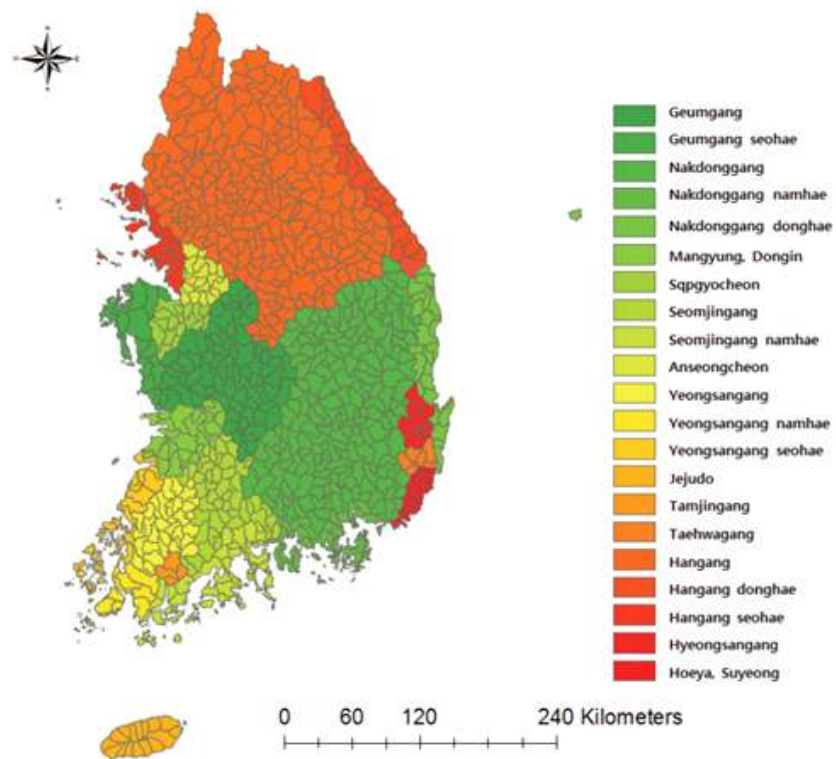 Geumgang
Geumgang seohae
Nakdonggang
Nakdonggang namhae
Nakdonggang donghae
Mangyung, Dongin
Sqpgyocheon
Seomjingang
Seomjingang namhae
Anseongcheon
Yeongsangang
Yeongsangang namhae
Yeongsangang seohae
Jejudo
Tamjingang
Taehwagang
Hangang
Hangang donghae
Hangang seohae
Hyeongsangang
Hoeya, Suyeong
0 60 120 240 Kilometers